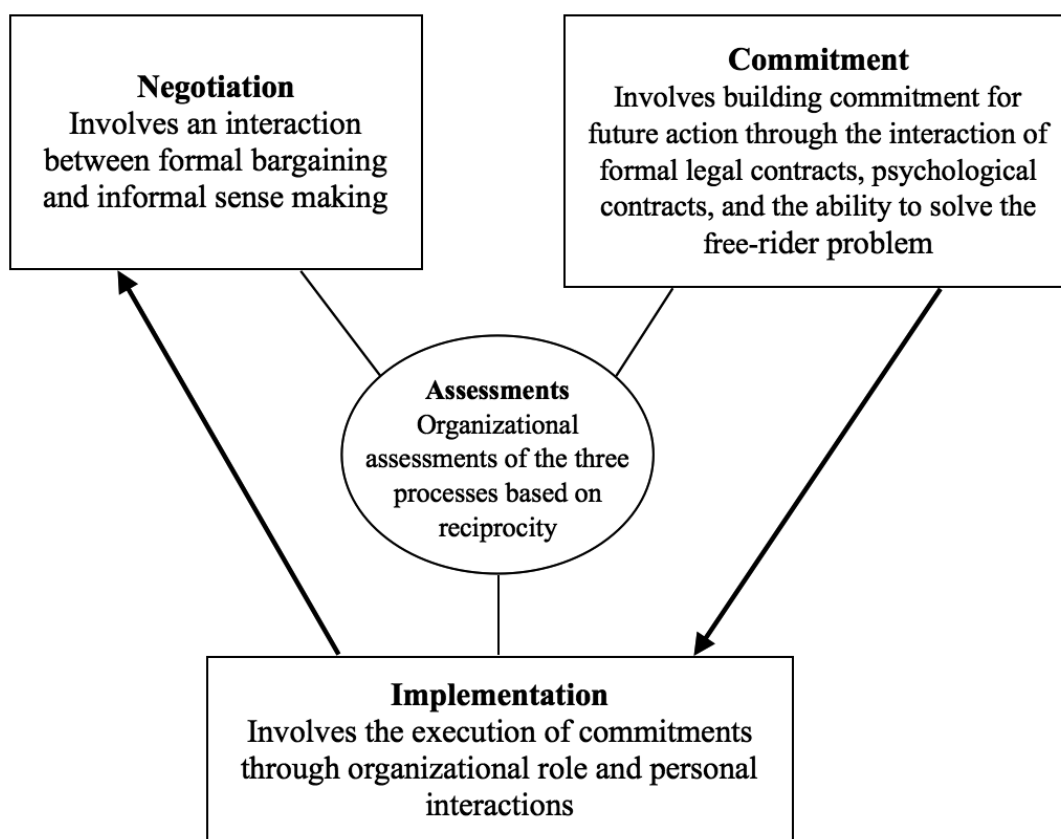 Negotiation
Involves an interaction
between formal bargaining
and informal sense making
Commitment
Involves building commitment for
future action through the interaction of
formal legal contracts, psychological
contracts, and the ability to solve the
free-rider problem
Assessments
Organizational
assessments of the three
processes based on
reciprocity
Implementation
Involves the execution of commitments
through organizational role and personal
interactions